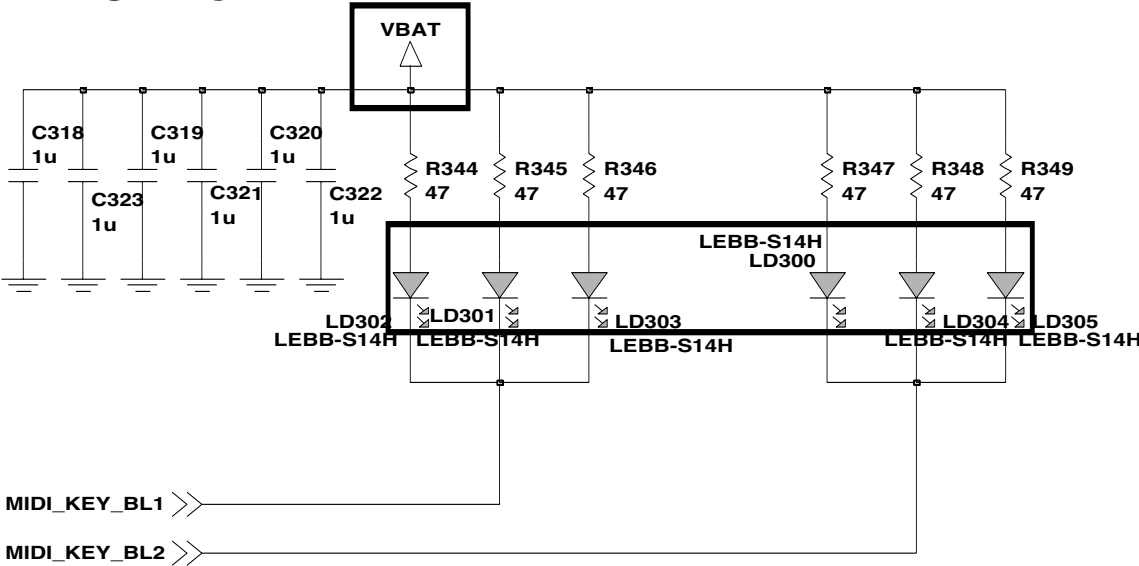 VBAT
C318
1u
C323
1u
C319
1u
C321
1u
C320
1u
C322
1u
R344
47
R345
47
R346
47
R347
47
R348
47
R349
47
LEBB-S14H
LD300
LD302
LEBB-S14H
LD301
LEBB-S14H
LD303
LEBB-S14H
LD304
LEBB-S14H
LD305
LEBB-S14H
MIDI_KEY_BL1
MIDI_KEY_BL2